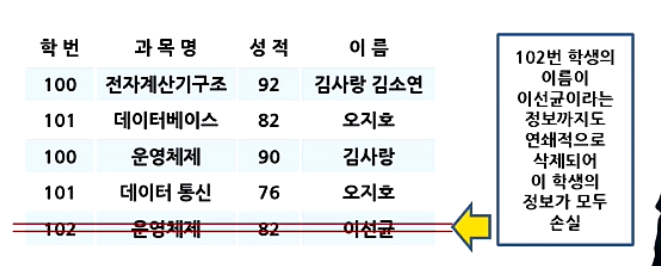 학번 과목명 성적 이름
100 전자계산기구조 92 김사랑 김소연
101 데이터베이스 82 오지호
100 운영체제 90 김사랑
101 데이터 통신 76 오지호
102 운영체제 82 이선균
102번 학생의
이름이
이선균이라는
정보까지도
연쇄적으로
삭제되어
이 학생의
정보가 모두
손실